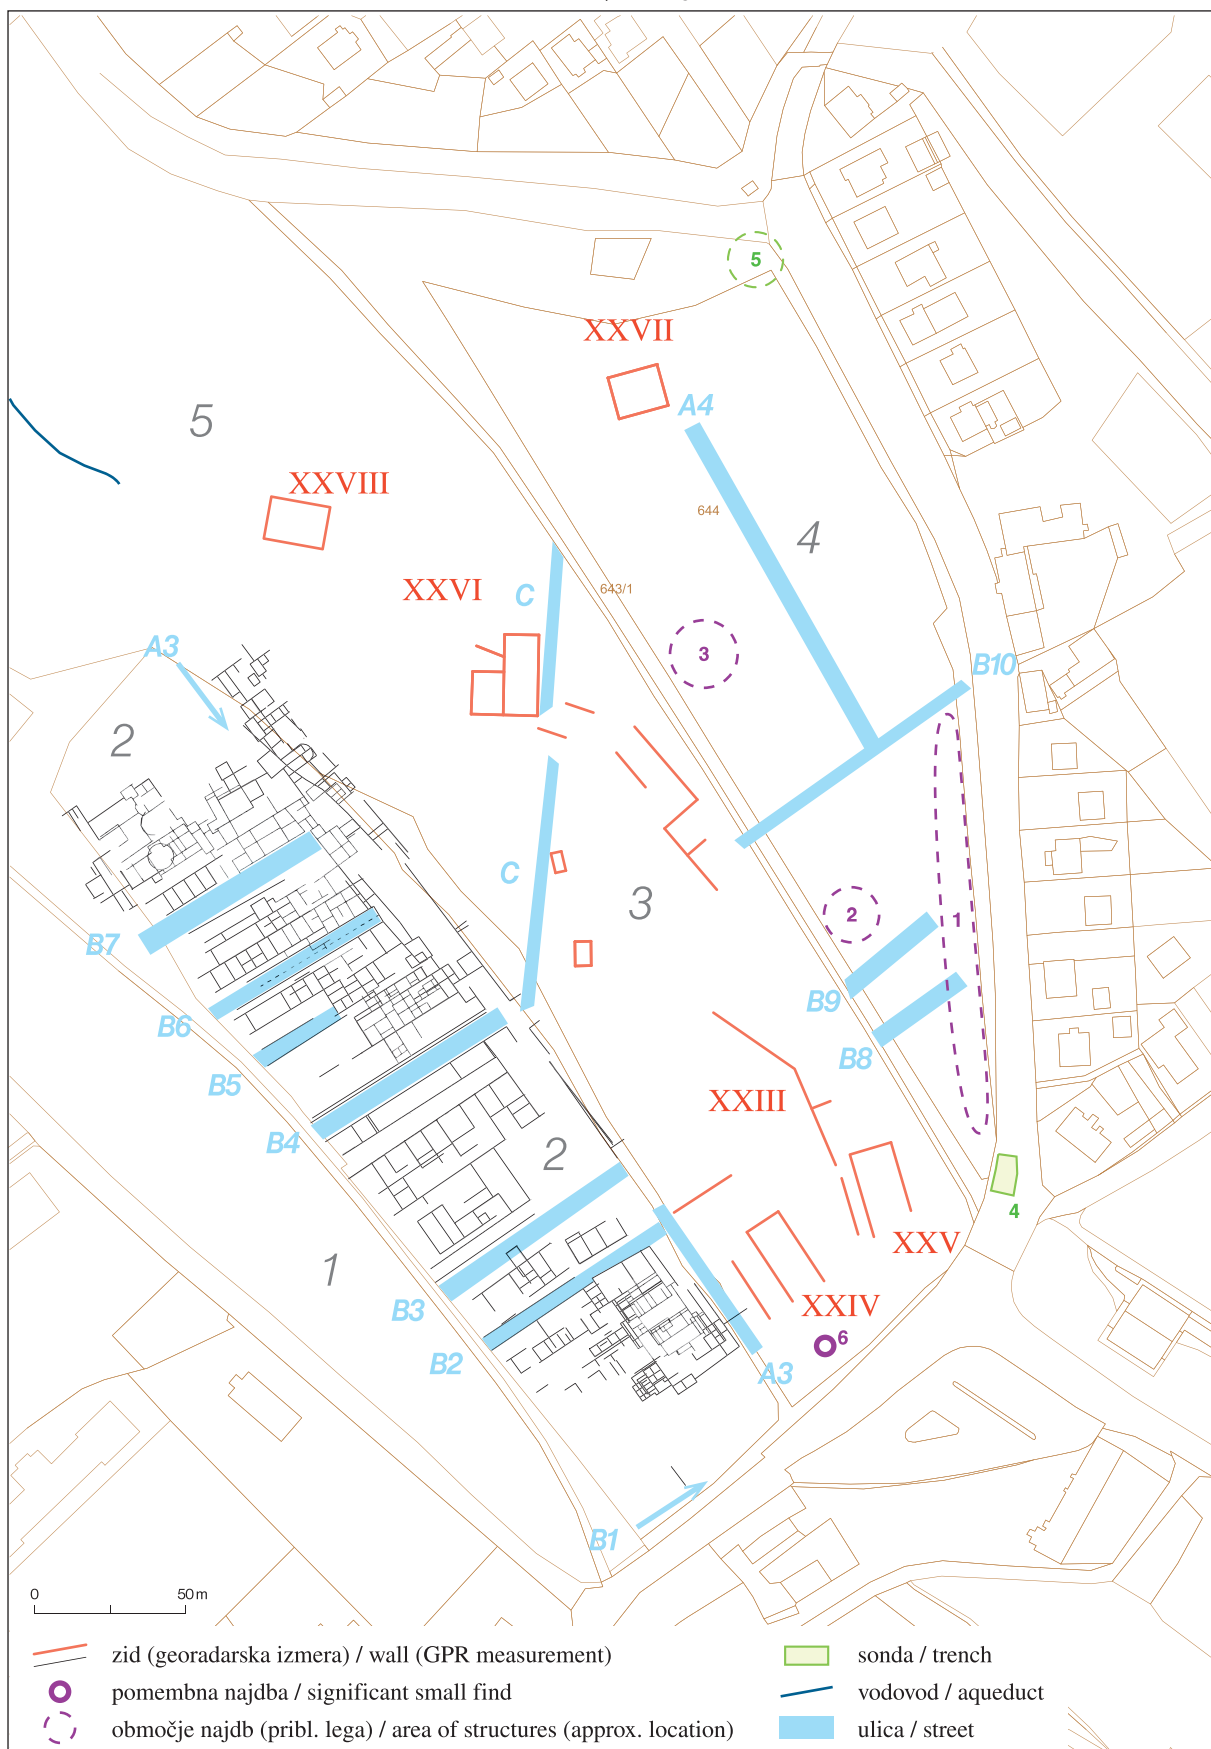 5
XXVII
A4
5
XXVIII
644
4
XXVI
C
643/1
A3
3
B10
2
C
3
2
1
B7
B9
B6
B8
B5
XXIII
B4
2
4
XXV
1
B3
XXIV
6
B2
A3
B1
0 50 m
zid (georadarska izmera) / wall (GPR measurement)
pomembna najdba / significant small find
območje najdb (pribl. lega) / area of structures (approx. location)
sonda / trench
vodovod / aqueduct
ulica / street